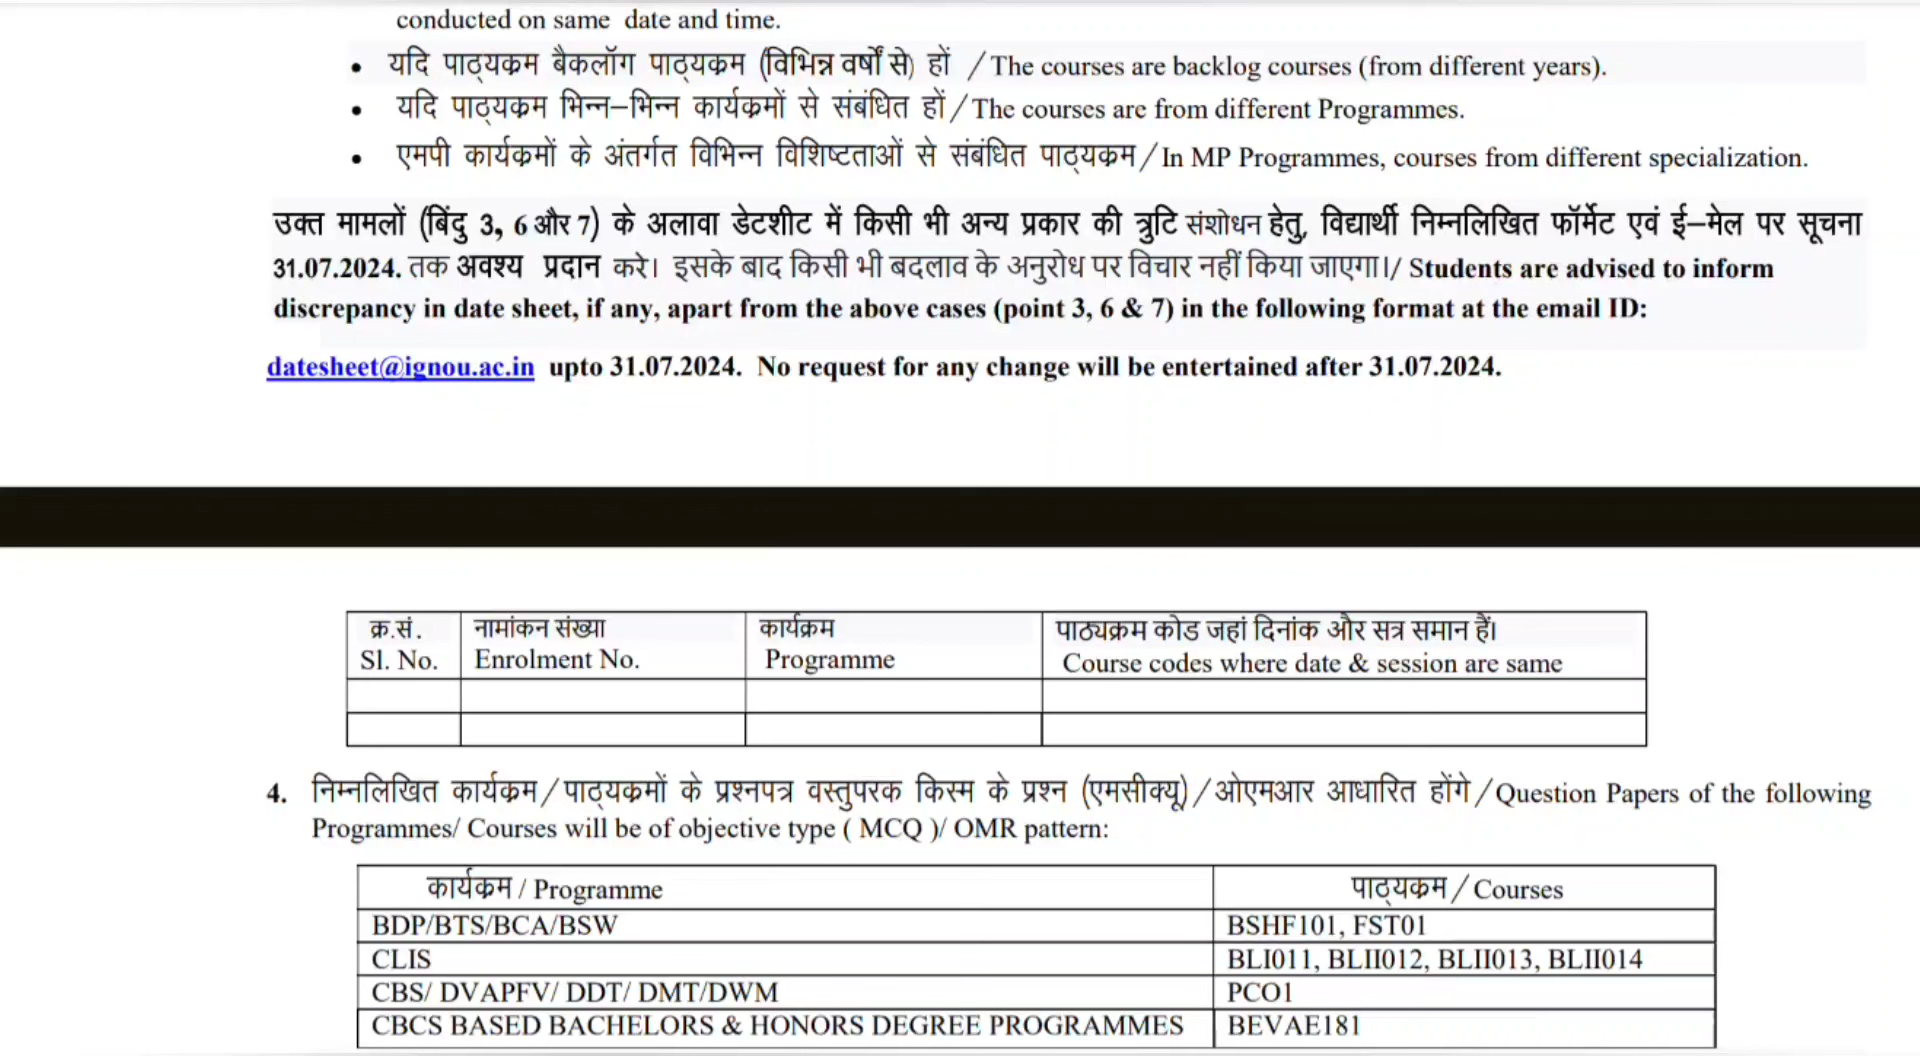 conducted on same date and time.
• यदि पाठ्यक्रम बैकलॉग पाठ्यक्रम (विभिन्न वर्षों से) हों / The courses are backlog courses (from different years).
• यदि पाठ्यक्रम भिन्न–भिन्न कार्यक्रमों से संबंधित हों/The courses are from different Programmes.
• एमपी कार्यक्रमों के अंतर्गत विभिन्न विशिष्टताओं से संबंधित पाठ्यक्रम/In MP Programmes, courses from different specialization.
उक्त मामलों (बिंदु 3, 6 और 7) के अलावा डेटशीट में किसी भी अन्य प्रकार की त्रुटि संशोधन हेतु, विद्यार्थी निम्नलिखित फॉर्मेट एवं ई–मेल पर सूचना
31.07.2024. तक अवश्य प्रदान करे। इसके बाद किसी भी बदलाव के अनुरोध पर विचार नहीं किया जाएगा।/ Students are advised to inform
discrepancy in date sheet, if any, apart from the above cases (point 3, 6 & 7) in the following format at the email ID:
datesheet@ignou.ac.in upto 31.07.2024. No request for any change will be entertained after 31.07.2024.
क्र.सं. नामांकन संख्या कार्यक्रम पाठ्यक्रम कोड जहां दिनांक और सत्र समान हैं।
Sl. No. Enrolment No. Programme Course codes where date & session are same
4. निम्नलिखित कार्यक्रम/पाठ्यक्रमों के प्रश्नपत्र वस्तुपरक किस्म के प्रश्न (एमसीक्यू)/ओएमआर आधारित होंगे/Question Papers of the following
Programmes/ Courses will be of objective type ( MCQ )/ OMR pattern:
कार्यक्रम / Programme पाठ्यक्रम/Courses
BDP/BTS/BCA/BSW BSHF101, FST01
CLIS BLI011, BLII012, BLII013, BLII014
CBS/ DVAPFV/ DDT/ DMT/DWM PCO1
CBCS BASED BACHELORS & HONORS DEGREE PROGRAMMES BEVAE181